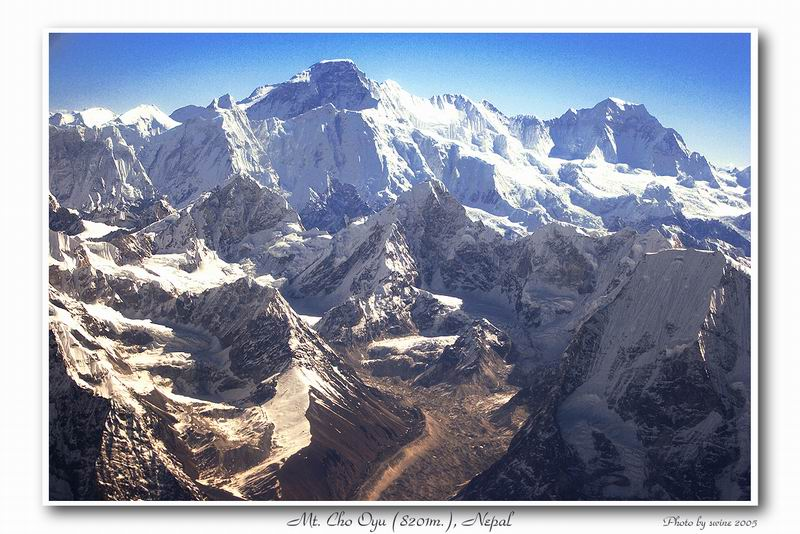 Mt. Cho Oyu (8201m.), Nepal
Photo by swine 2005